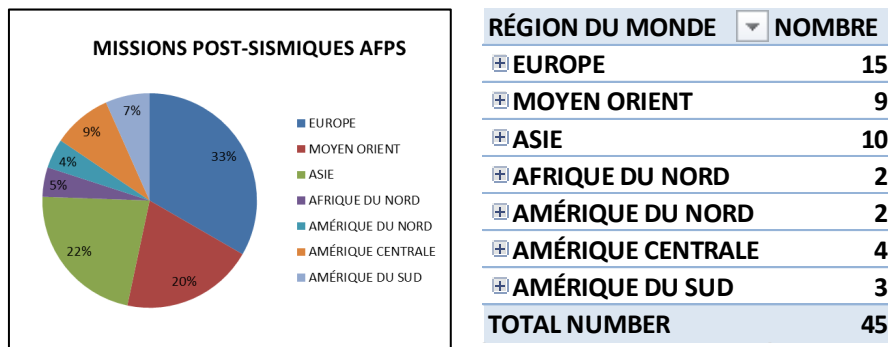 MISSIONS POST-SISMIQUES AFPS
7%
9%
33%
4%
5%
22%
20%
EUROPE
MOYEN ORIENT
ASIE
AFRIQUE DU NORD
AMÉRIQUE DU NORD
AMÉRIQUE CENTRALE
AMÉRIQUE DU SUD
RÉGION DU MONDE NOMBRE
EUROPE 15
MOYEN ORIENT 9
ASIE 10
AFRIQUE DU NORD 2
AMÉRIQUE DU NORD 2
AMÉRIQUE CENTRALE 4
AMÉRIQUE DU SUD 3
TOTAL NUMBER 45